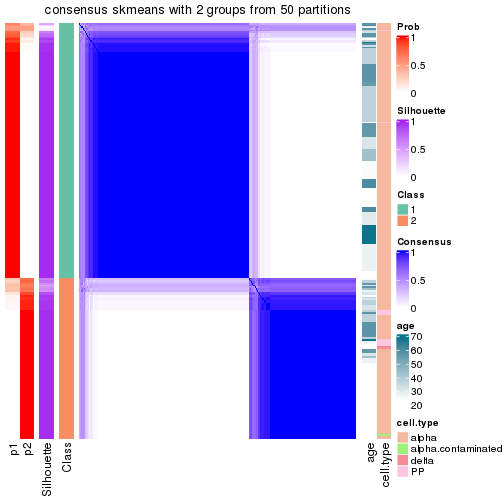 consensus skmeans with 2 groups from 50 partitions
p1
p2
Silhouette
Class
age
cell.type
Prob
1
0.5
0
Silhouette
1
0.5
0
Class
1
2
Consensus
1
0.5
0
age
70
60
50
40
30
20
cell.type
alpha
alpha.contaminated
delta
PP